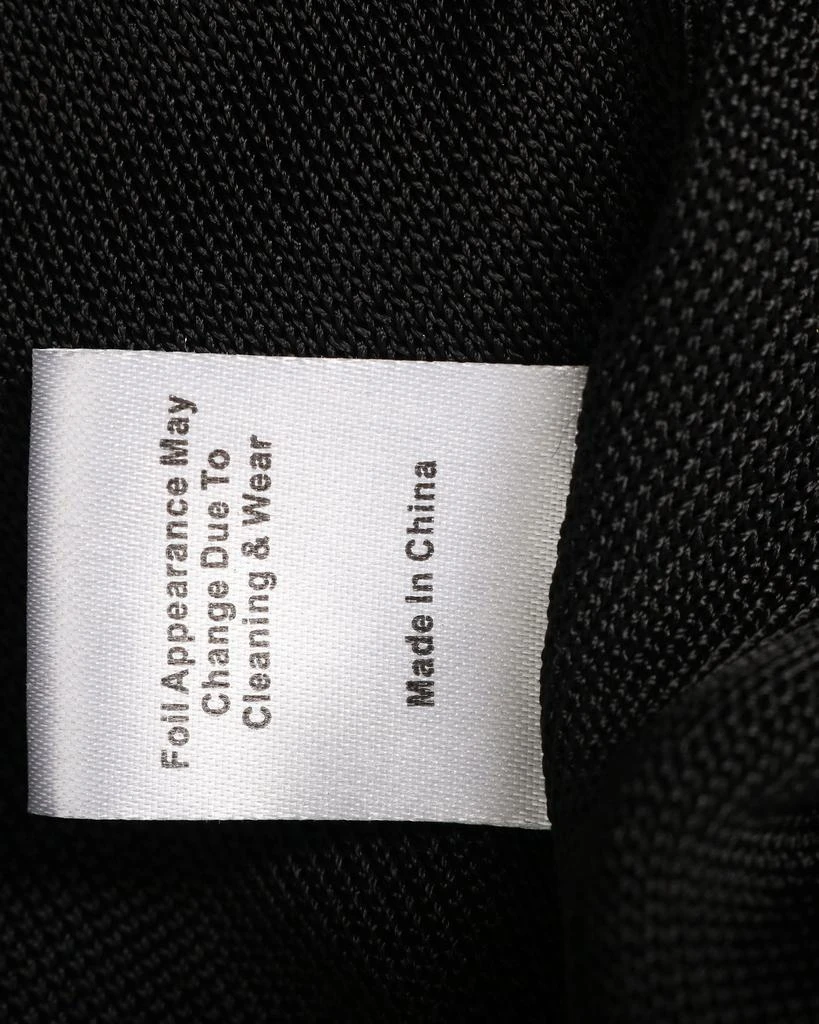 Foil Appearance May
Change Due To
Cleaning & Wear
Made In China